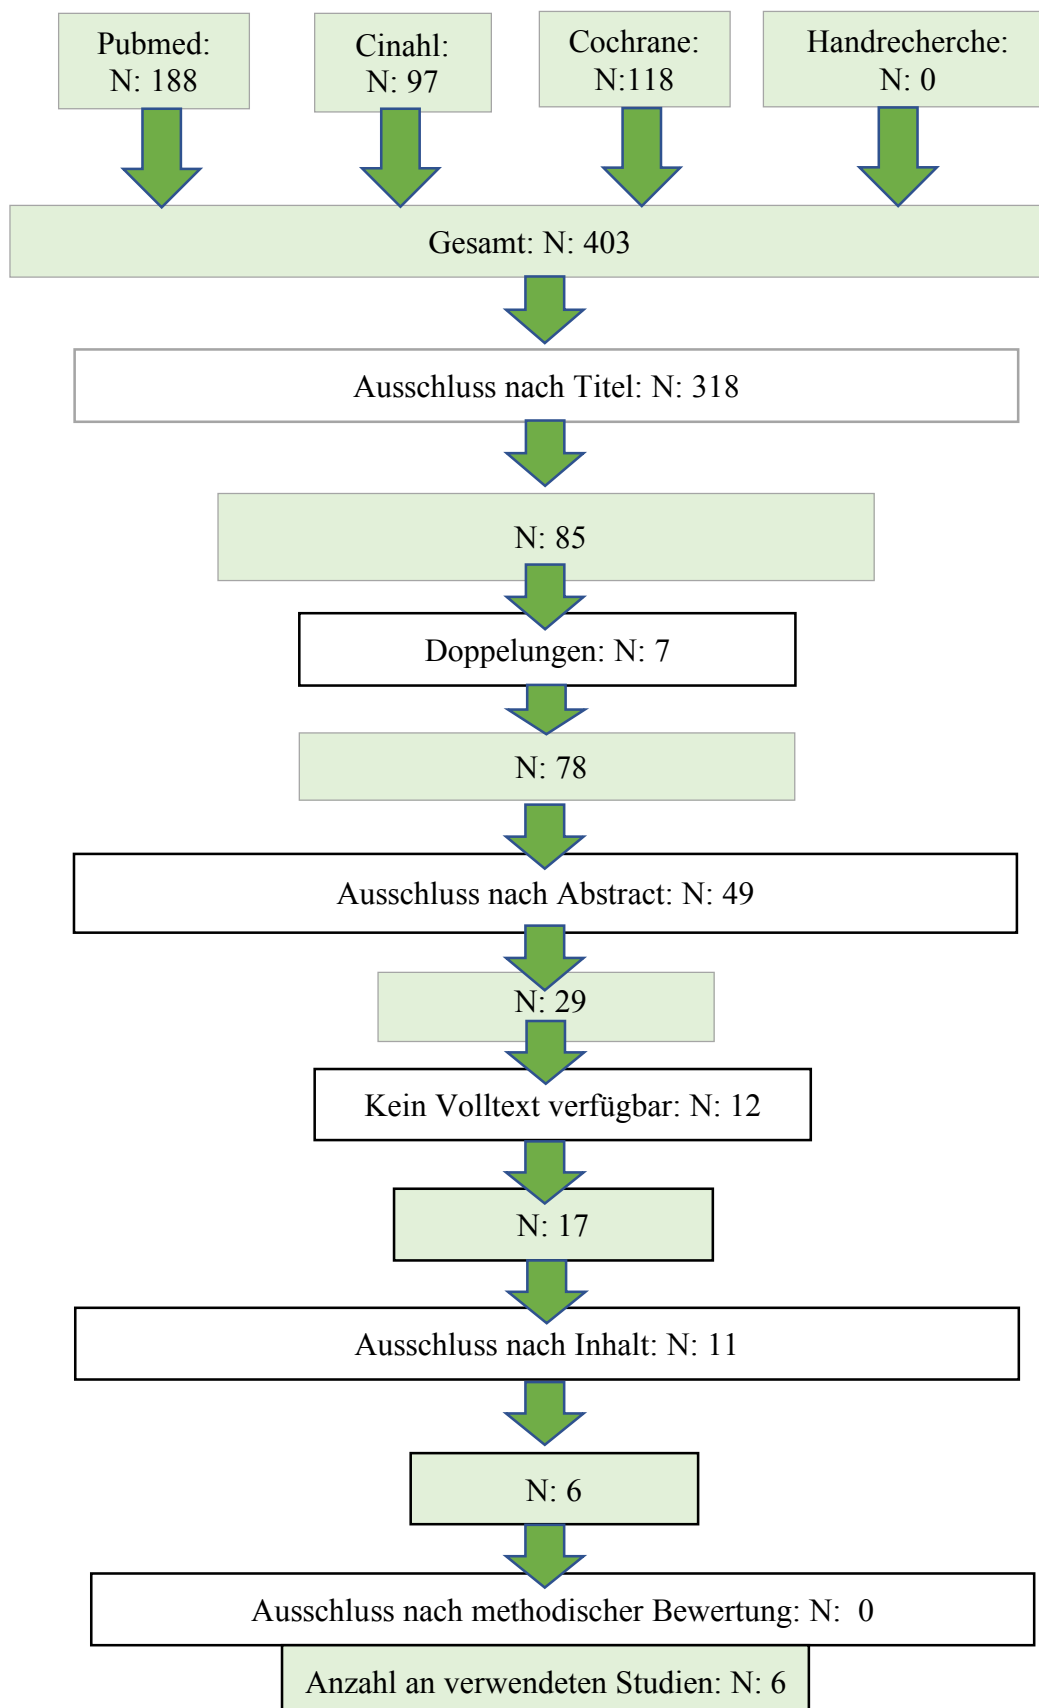 Pubmed:
N: 188
Cinahl:
N: 97
Cochrane:
N:118
Handrecherche:
N: 0
Gesamt: N: 403
Ausschluss nach Titel: N: 318
N: 85
Doppelungen: N: 7
N: 78
Ausschluss nach Abstract: N: 49
N: 29
Kein Volltext verfügbar: N: 12
N: 17
Ausschluss nach Inhalt: N: 11
N: 6
Ausschluss nach methodischer Bewertung: N:  0
Anzahl an verwendeten Studien: N: 6